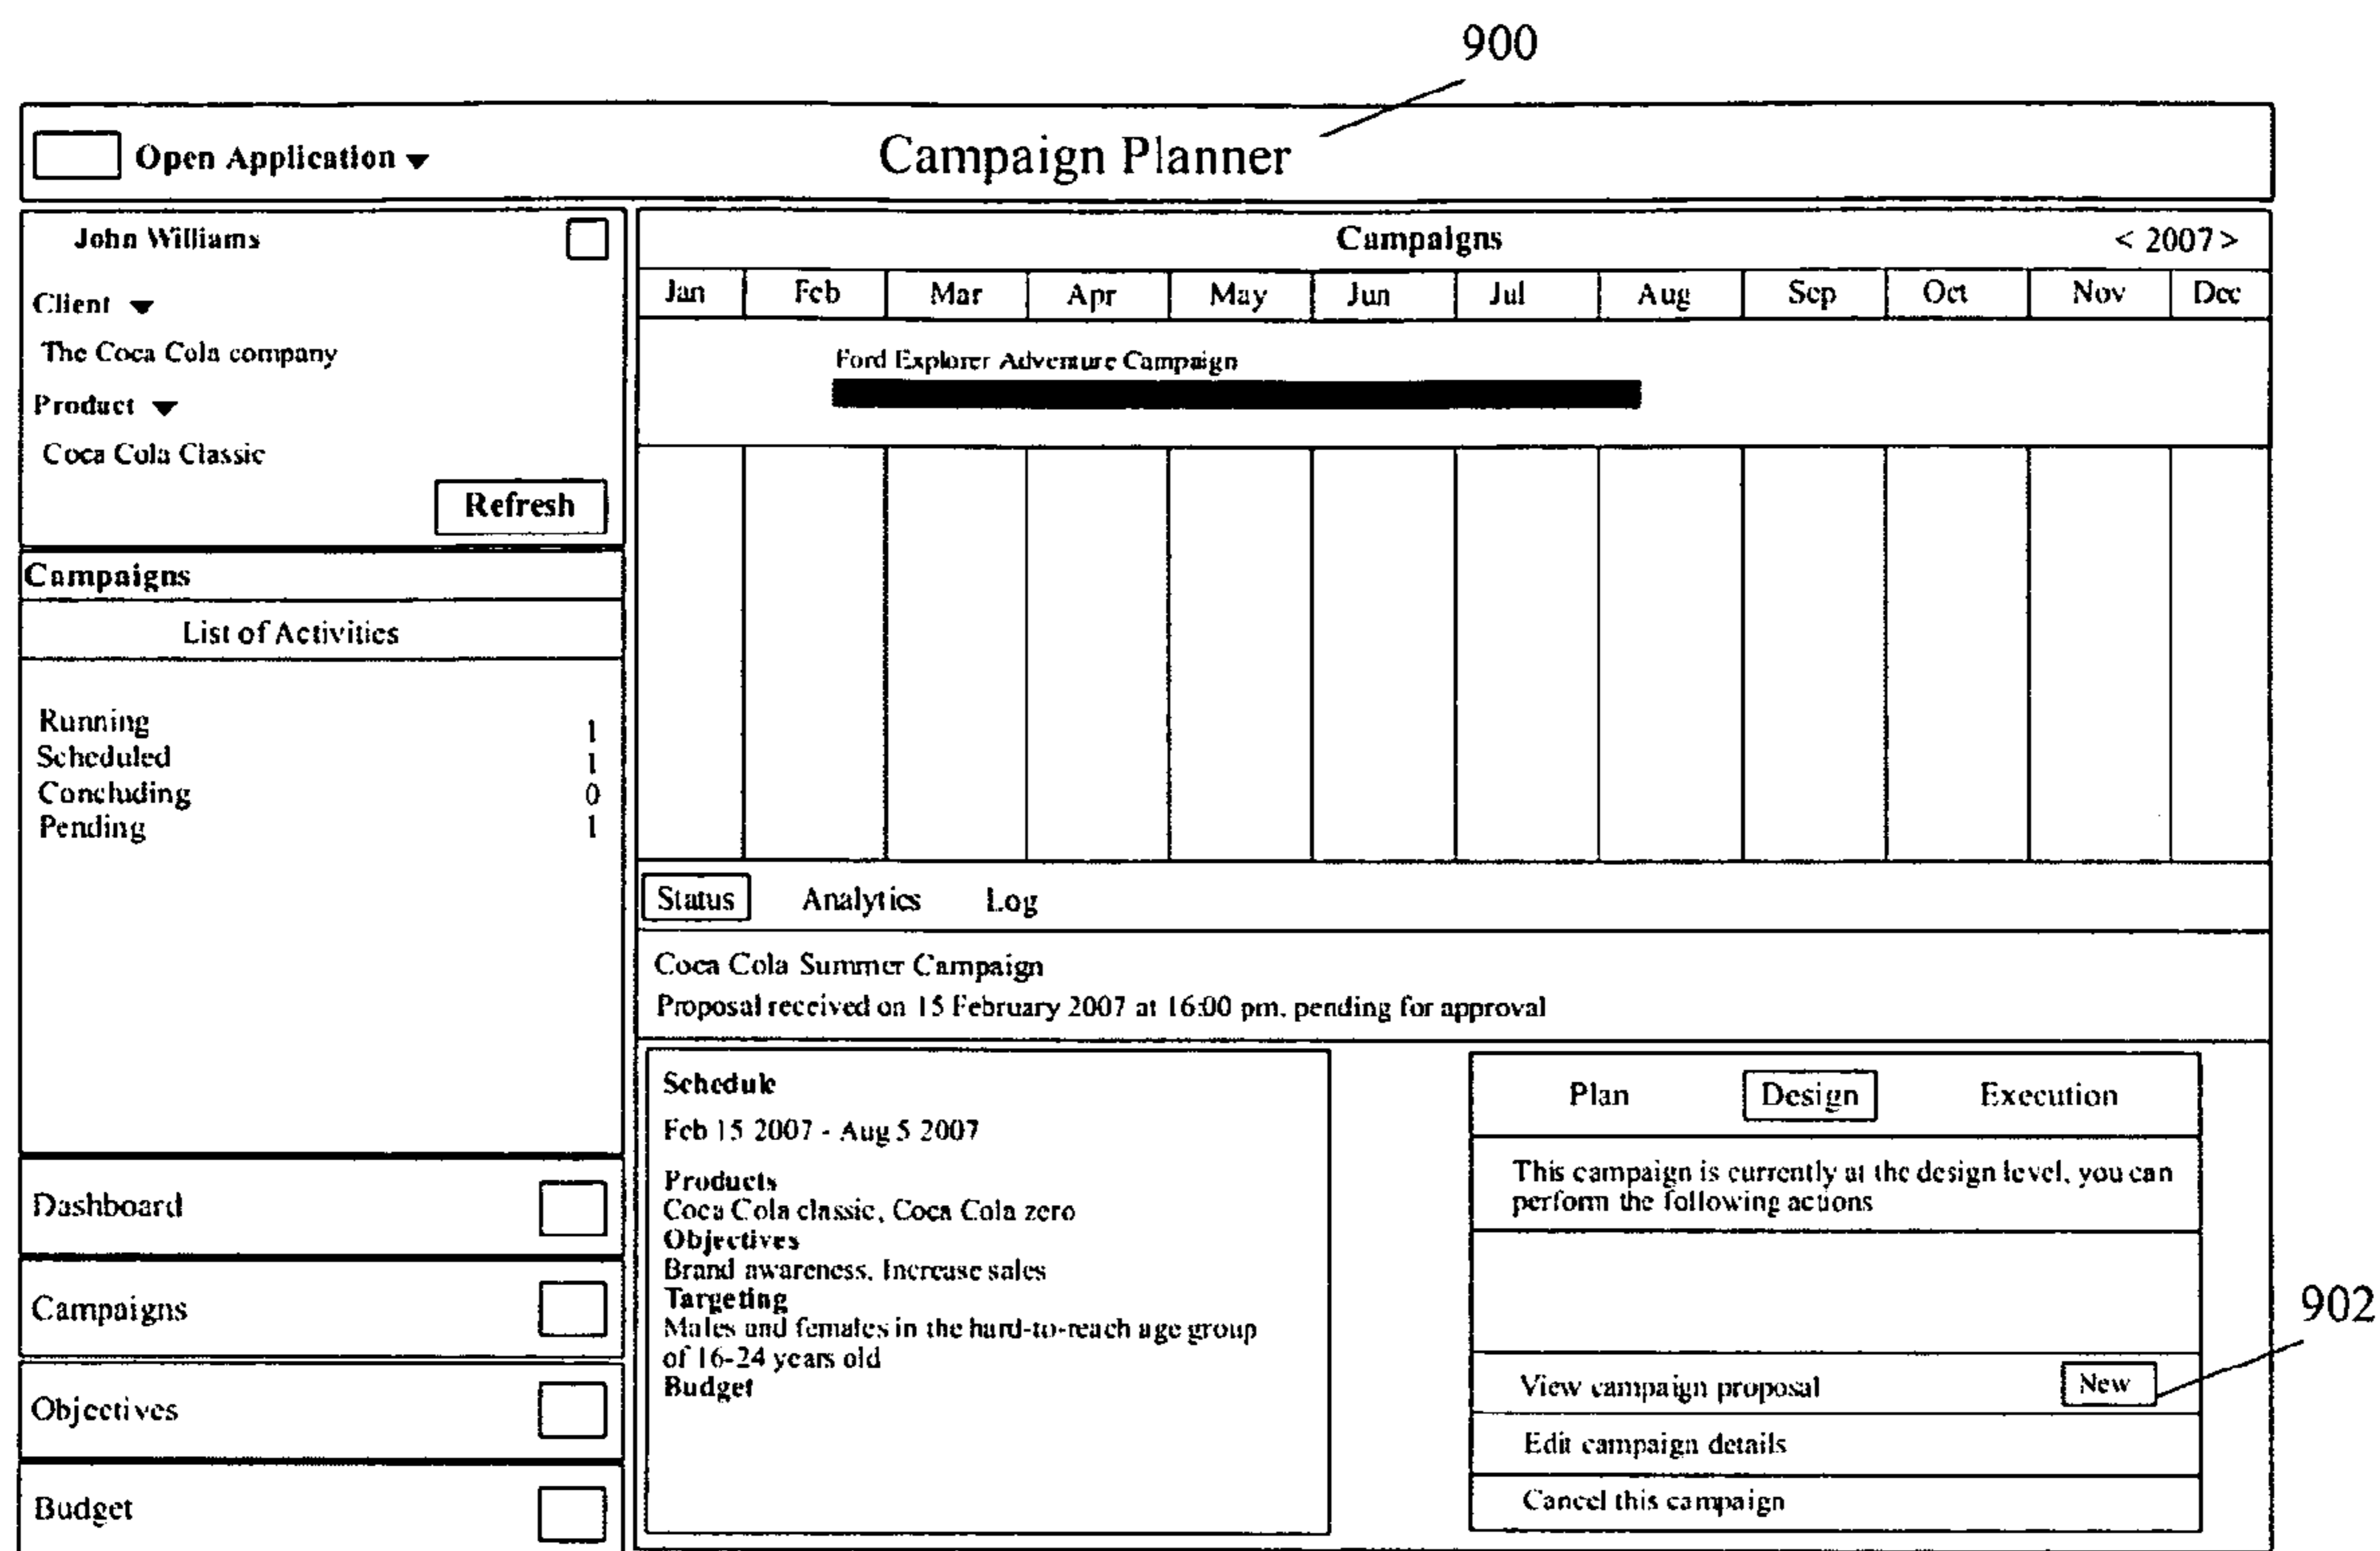 900
Open Application
Campaign Planner
John Williams
Client
The Coca Cola company
Product
Coca Cola Classic
Refresh
Campaigns
List of Activities
Running 1
Scheduled 1
Concluding 0
Pending 1
Dashboard
Campaigns
Objectives
Budget
Campaigns < 2007 >
Jan Feb Mar Apr May Jun Jul Aug Sep Oct Nov Dec
Ford Explorer Adventure Campaign
Status Analytics Log
Coca Cola Summer Campaign
Proposal received on 15 February 2007 at 16:00 pm, pending for approval
Schedule
Feb 15 2007 - Aug 5 2007
Products
Coca Cola classic, Coca Cola zero
Objectives
Brand awareness, Increase sales
Targeting
Males and females in the hard-to-reach age group
of 16-24 years old
Budget
Plan Design Execution
This campaign is currently at the design level, you can
perform the following actions
View campaign proposal New
Edit campaign details
Cancel this campaign
902